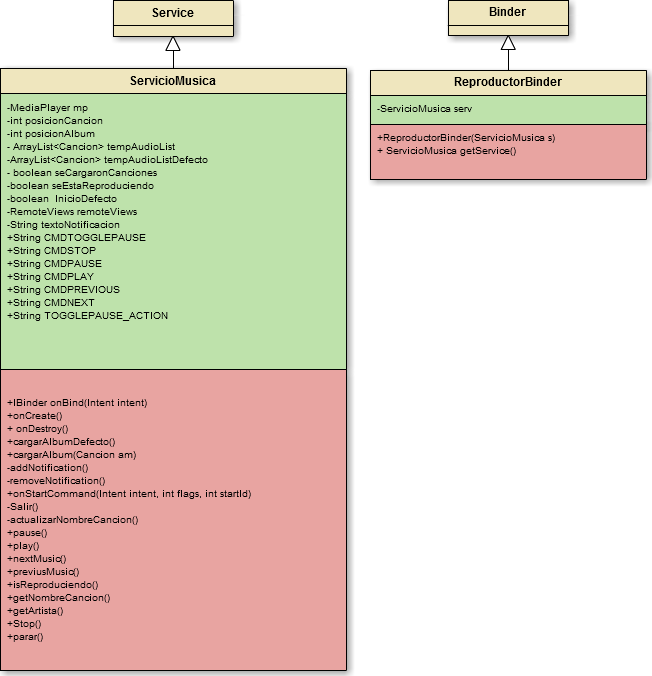 Service
ServicioMusica
-MediaPlayer mp
-int posicionCancion
-int posicionAlbum
- ArrayList<Cancion> tempAudioList
-ArrayList<Cancion> tempAudioListDefecto
- boolean seCargaronCanciones
-boolean seEstaReproduciendo
-boolean  InicioDefecto
-RemoteViews remoteViews
-String textoNotificacion
+String CMDTOGGLEPAUSE
+String CMDSTOP
+String CMDPAUSE
+String CMDPLAY
+String CMDPREVIOUS
+String CMDNEXT
+String TOGGLEPAUSE_ACTION
+IBinder onBind(Intent intent)
+onCreate()
+ onDestroy()
+cargarAlbumDefecto()
+cargarAlbum(Cancion am)
-addNotification()
-removeNotification()
+onStartCommand(Intent intent, int flags, int startId)
-Salir()
-actualizarNombreCancion()
+pause()
+play()
+nextMusic()
+previusMusic()
+isReproduciendo()
+getNombreCancion()
+getArtista()
+Stop()
+parar()
Binder
ReproductorBinder
-ServicioMusica serv
+ReproductorBinder(ServicioMusica s)
+ ServicioMusica getService()